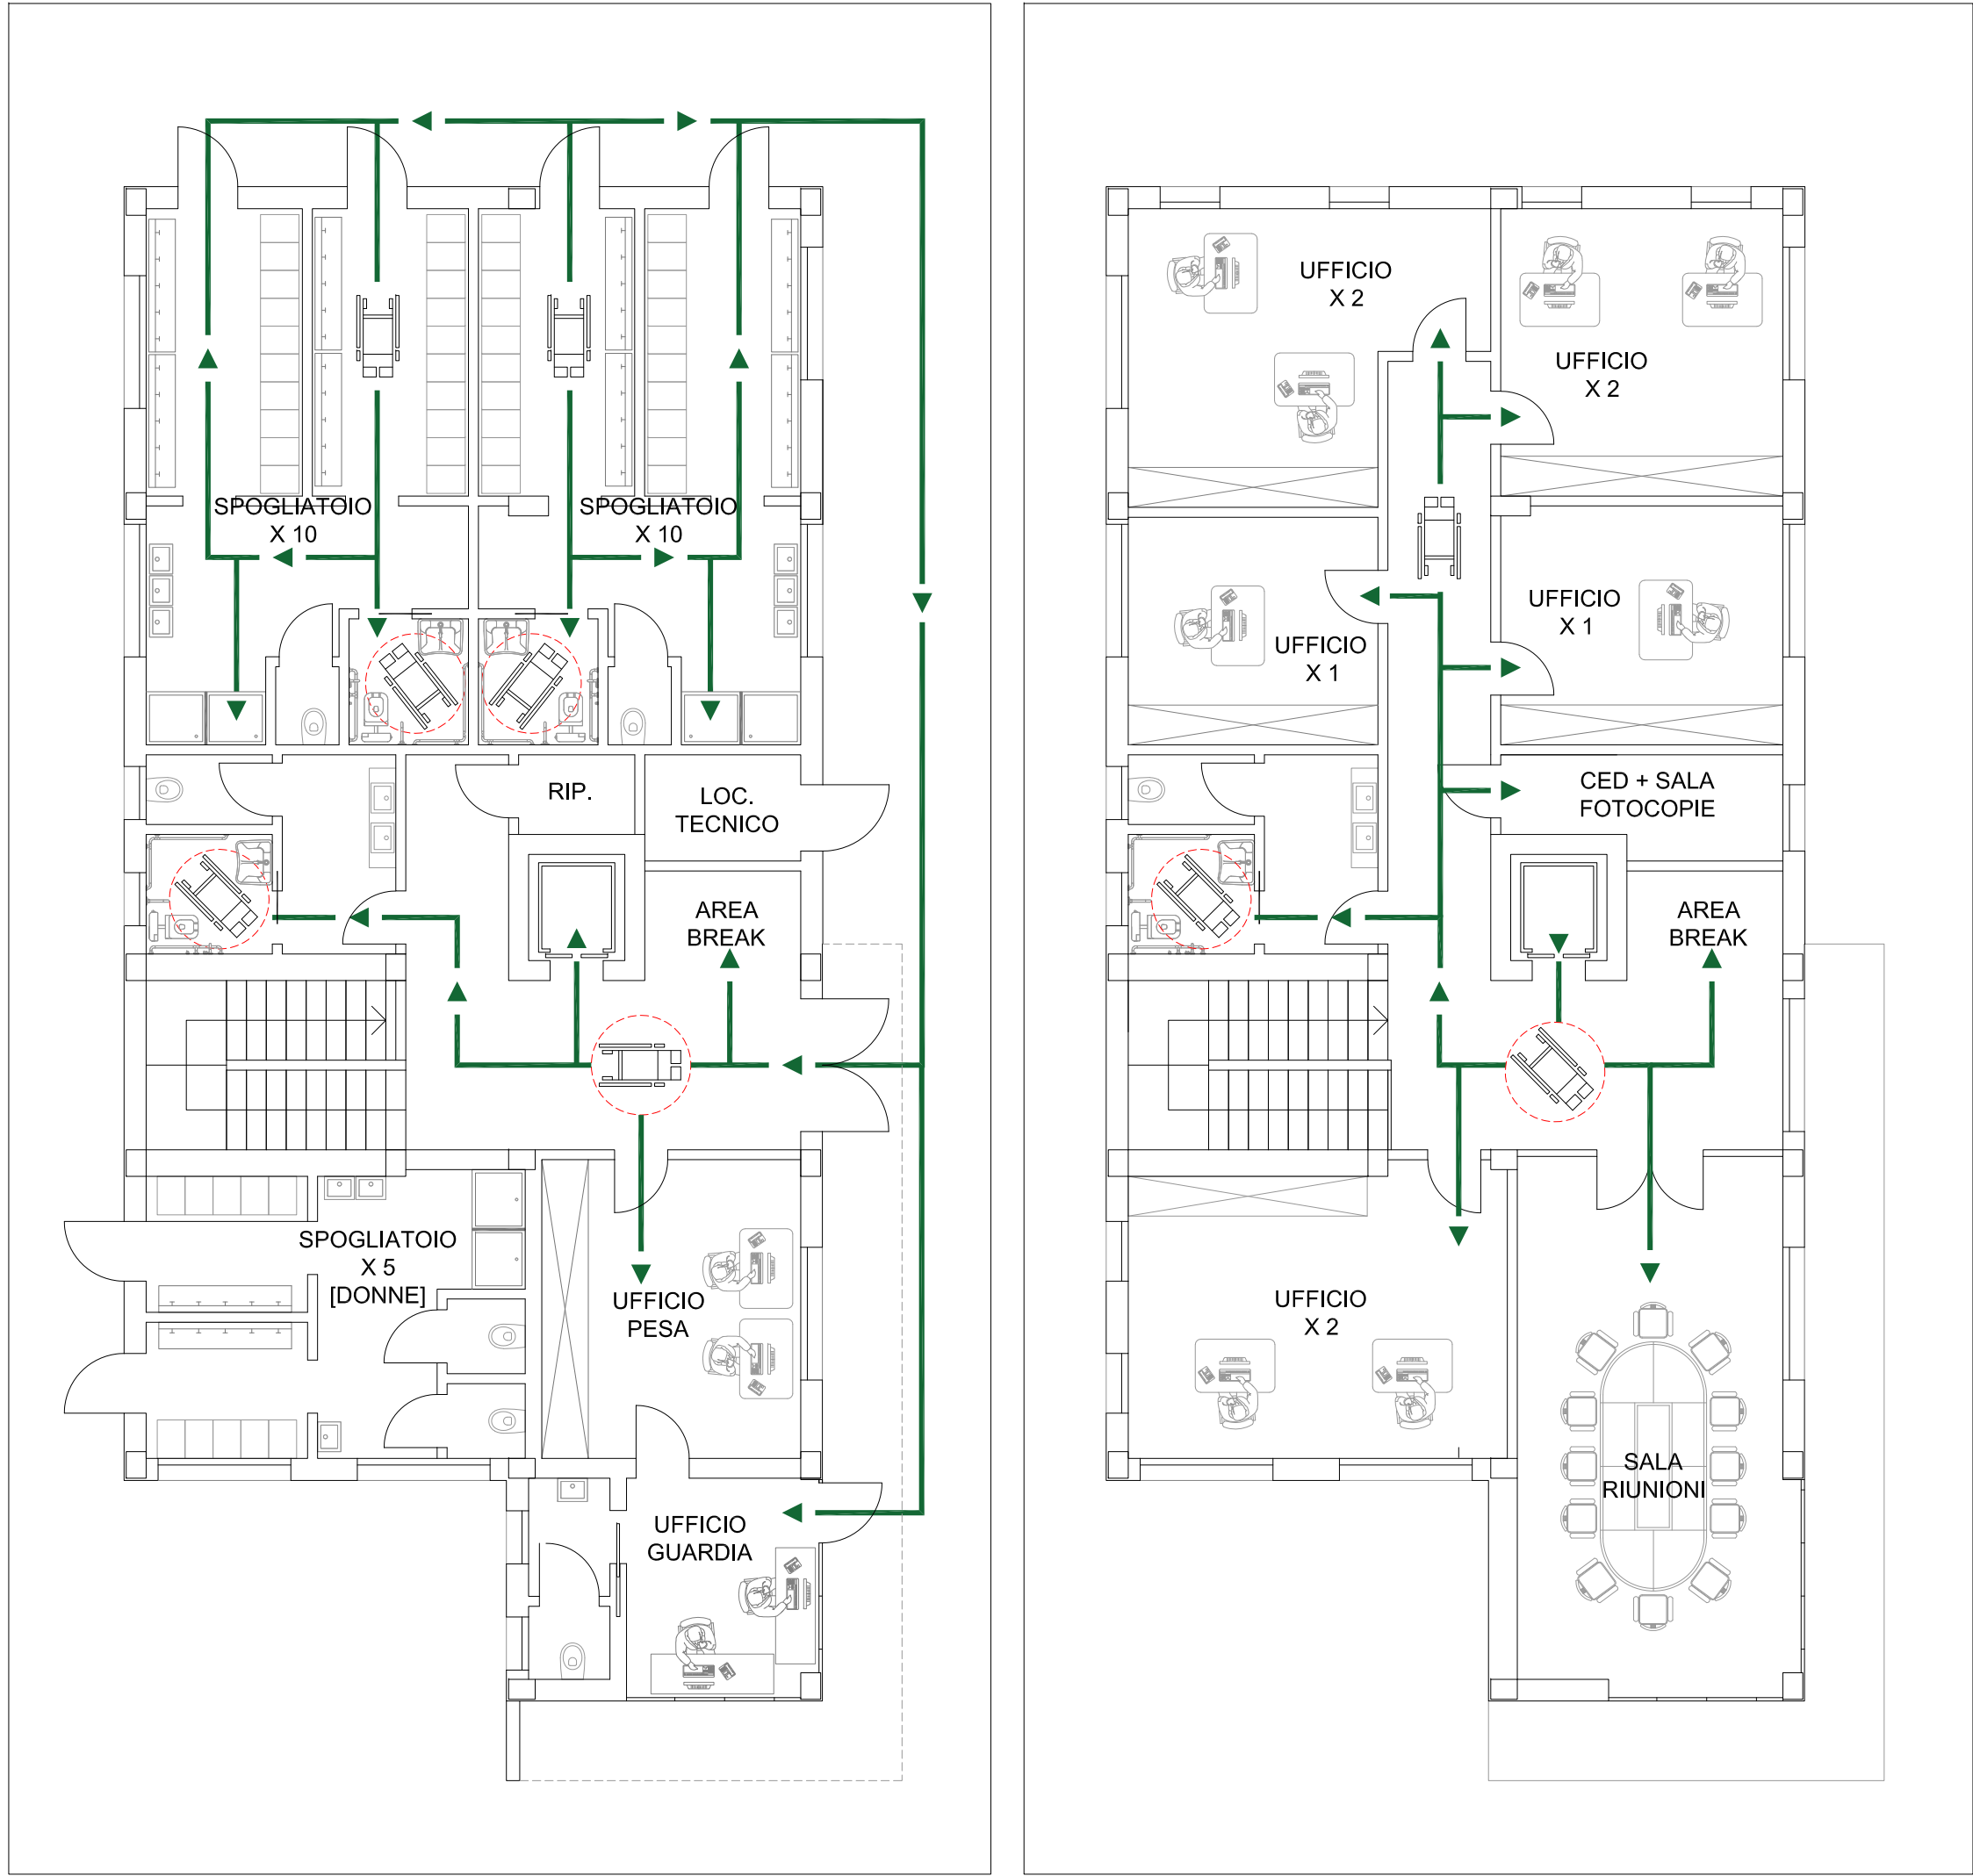 SPOGLIATOIO
X 10
SPOGLIATOIO
X 10
RIP.
LOC.
TECNICO
AREA
BREAK
SPOGLIATOIO
X 5
[DONNE]
UFFICIO
PESA
UFFICIO
GUARDIA
UFFICIO
X 2
UFFICIO
X 2
UFFICIO
X 1
UFFICIO
X 1
CED + SALA
FOTOCOPIE
AREA
BREAK
UFFICIO
X 2
SALA
RIUNIONI